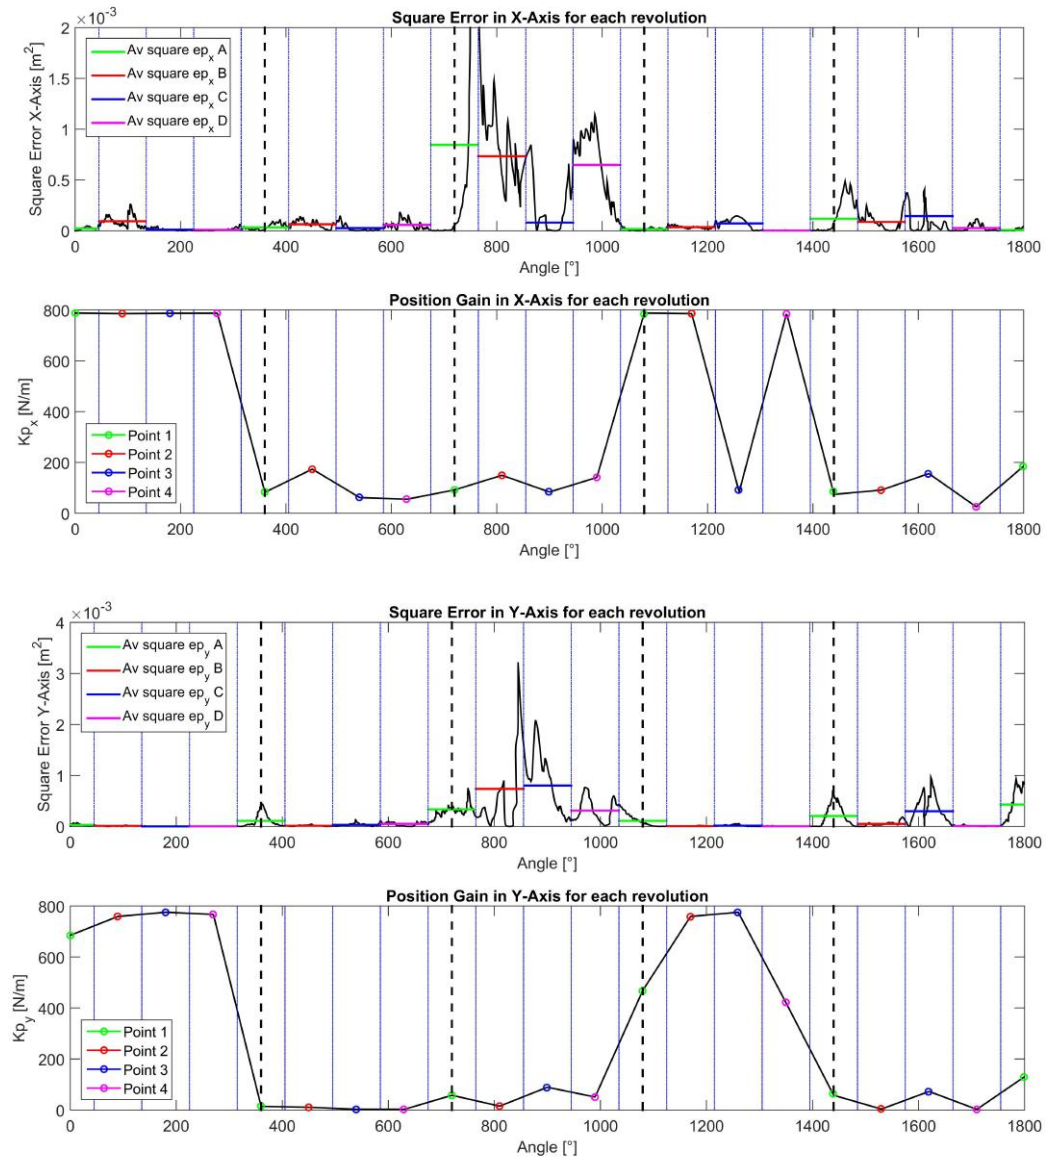 ×10⁻³
Square Error in X-Axis for each revolution
Square Error X-Axis [m²]
2
1.5
1
0.5
0
Av square epₓ A
Av square epₓ B
Av square epₓ C
Av square epₓ D
0 200 400 600 800 1000 1200 1400 1600 1800
Angle [°]
Position Gain in X-Axis for each revolution
Kpₓ [N/m]
800
600
400
200
0
Point 1
Point 2
Point 3
Point 4
0 200 400 600 800 1000 1200 1400 1600 1800
Angle [°]
×10⁻³
Square Error in Y-Axis for each revolution
Square Error Y-Axis [m²]
4
3
2
1
0
Av square ep_y A
Av square ep_y B
Av square ep_y C
Av square ep_y D
0 200 400 600 800 1000 1200 1400 1600 1800
Angle [°]
Position Gain in Y-Axis for each revolution
Kp_y [N/m]
800
600
400
200
0
Point 1
Point 2
Point 3
Point 4
0 200 400 600 800 1000 1200 1400 1600 1800
Angle [°]